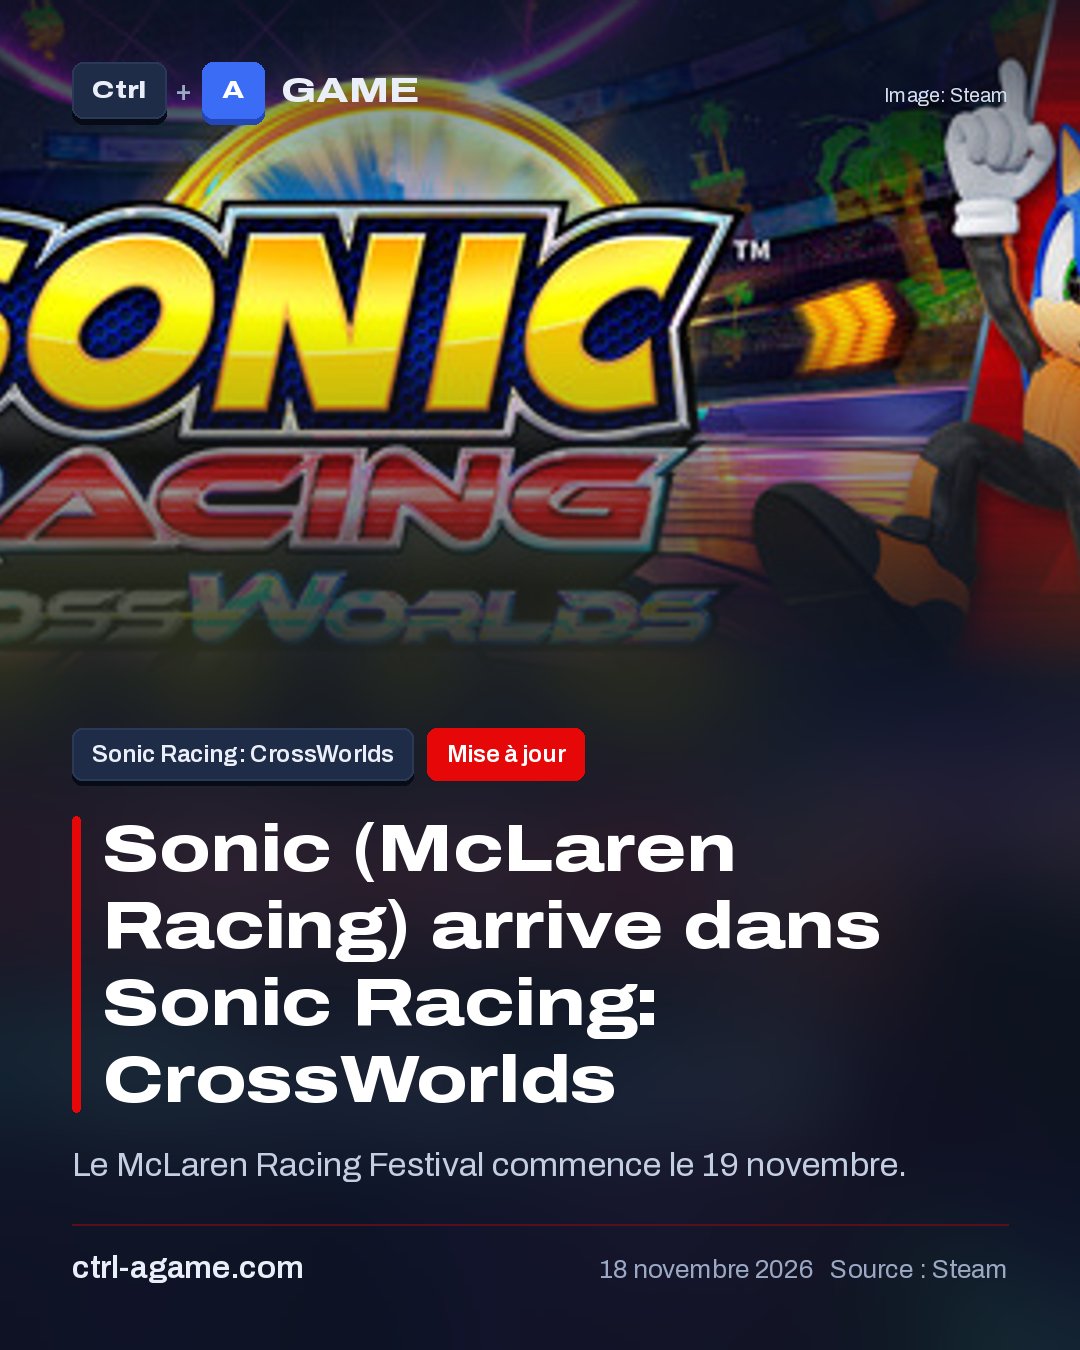 Ctrl + A GAME
Image: Steam
SONIC™
RACING
CROSSWORLDS
Sonic Racing: CrossWorlds
Mise à jour
Sonic (McLaren
Racing) arrive dans
Sonic Racing:
CrossWorlds
Le McLaren Racing Festival commence le 19 novembre.
ctrl-agame.com
18 novembre 2026 Source : Steam